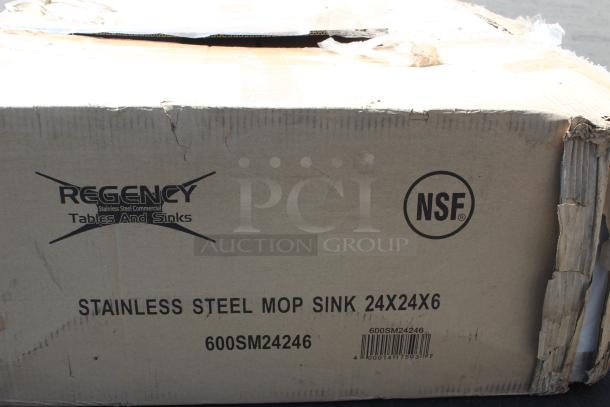 REGENCY
Stainless Steel Commercial
Tables And Sinks
NSF®
PCI
AUCTION GROUP
STAINLESS STEEL MOP SINK 24X24X6
600SM24246
600SM24246